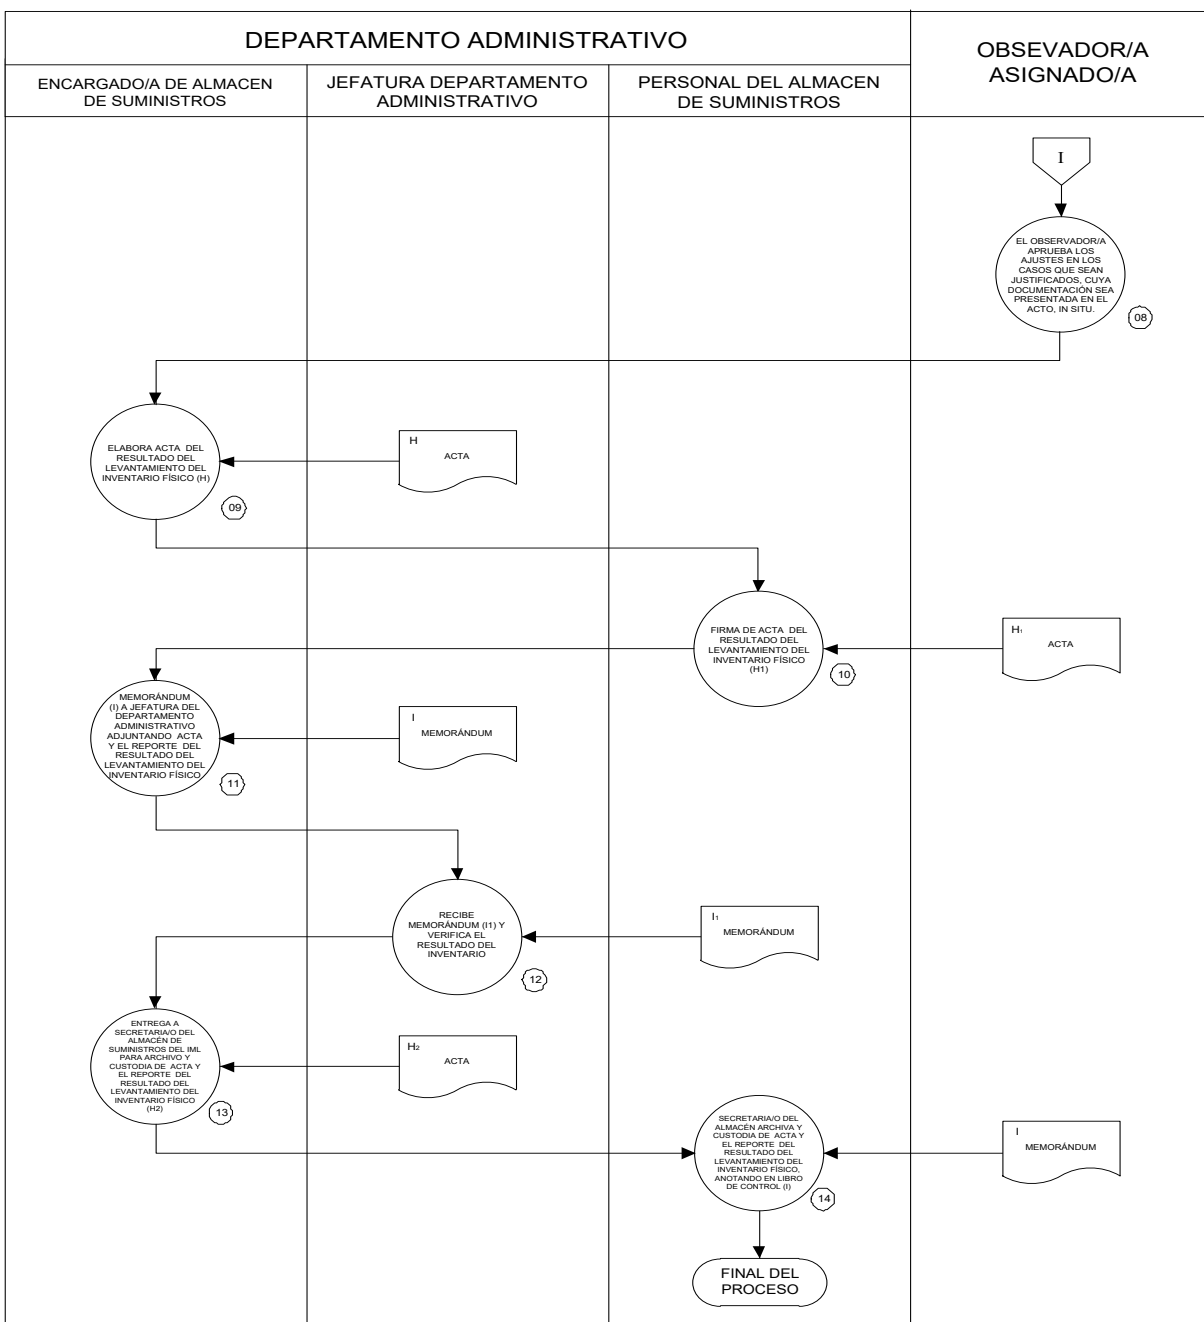 DEPARTAMENTO ADMINISTRATIVO
OBSEVADOR/A
ASIGNADO/A
ENCARGADO/A DE ALMACEN
DE SUMINISTROS
JEFATURA DEPARTAMENTO
ADMINISTRATIVO
PERSONAL DEL ALMACEN
DE SUMINISTROS
I
EL OBSERVADOR/A
APRUEBA LOS
AJUSTES EN LOS
CASOS QUE SEAN
JUSTIFICADOS, CUYA
DOCUMENTACIÓN SEA
PRESENTADA EN EL
ACTO, IN SITU.
08
ELABORA ACTA DEL
RESULTADO DEL
LEVANTAMIENTO DEL
INVENTARIO FÍSICO (H)
09
H
ACTA
FIRMA DE ACTA DEL
RESULTADO DEL
LEVANTAMIENTO DEL
INVENTARIO FÍSICO
(H1)
10
H1
ACTA
MEMORÁNDUM
(I) A JEFATURA DEL
DEPARTAMENTO
ADMINISTRATIVO
ADJUNTANDO ACTA
Y EL REPORTE DEL
RESULTADO DEL
LEVANTAMIENTO DEL
INVENTARIO FÍSICO
11
I
MEMORÁNDUM
RECIBE
MEMORÁNDUM (I1) Y
VERIFICA EL
RESULTADO DEL
INVENTARIO
12
I1
MEMORÁNDUM
ENTREGA A
SECRETARIA/O DEL
ALMACÉN DE
SUMINISTROS DEL IML
PARA ARCHIVO Y
CUSTODIA DE ACTA Y
EL REPORTE DEL
RESULTADO DEL
LEVANTAMIENTO DEL
INVENTARIO FÍSICO
(H2)
13
H2
ACTA
SECRETARIA/O DEL
ALMACÉN ARCHIVA Y
CUSTODIA DE ACTA Y
EL REPORTE DEL
RESULTADO DEL
LEVANTAMIENTO DEL
INVENTARIO FÍSICO,
ANOTANDO EN LIBRO
DE CONTROL (I)
14
I
MEMORÁNDUM
FINAL DEL
PROCESO